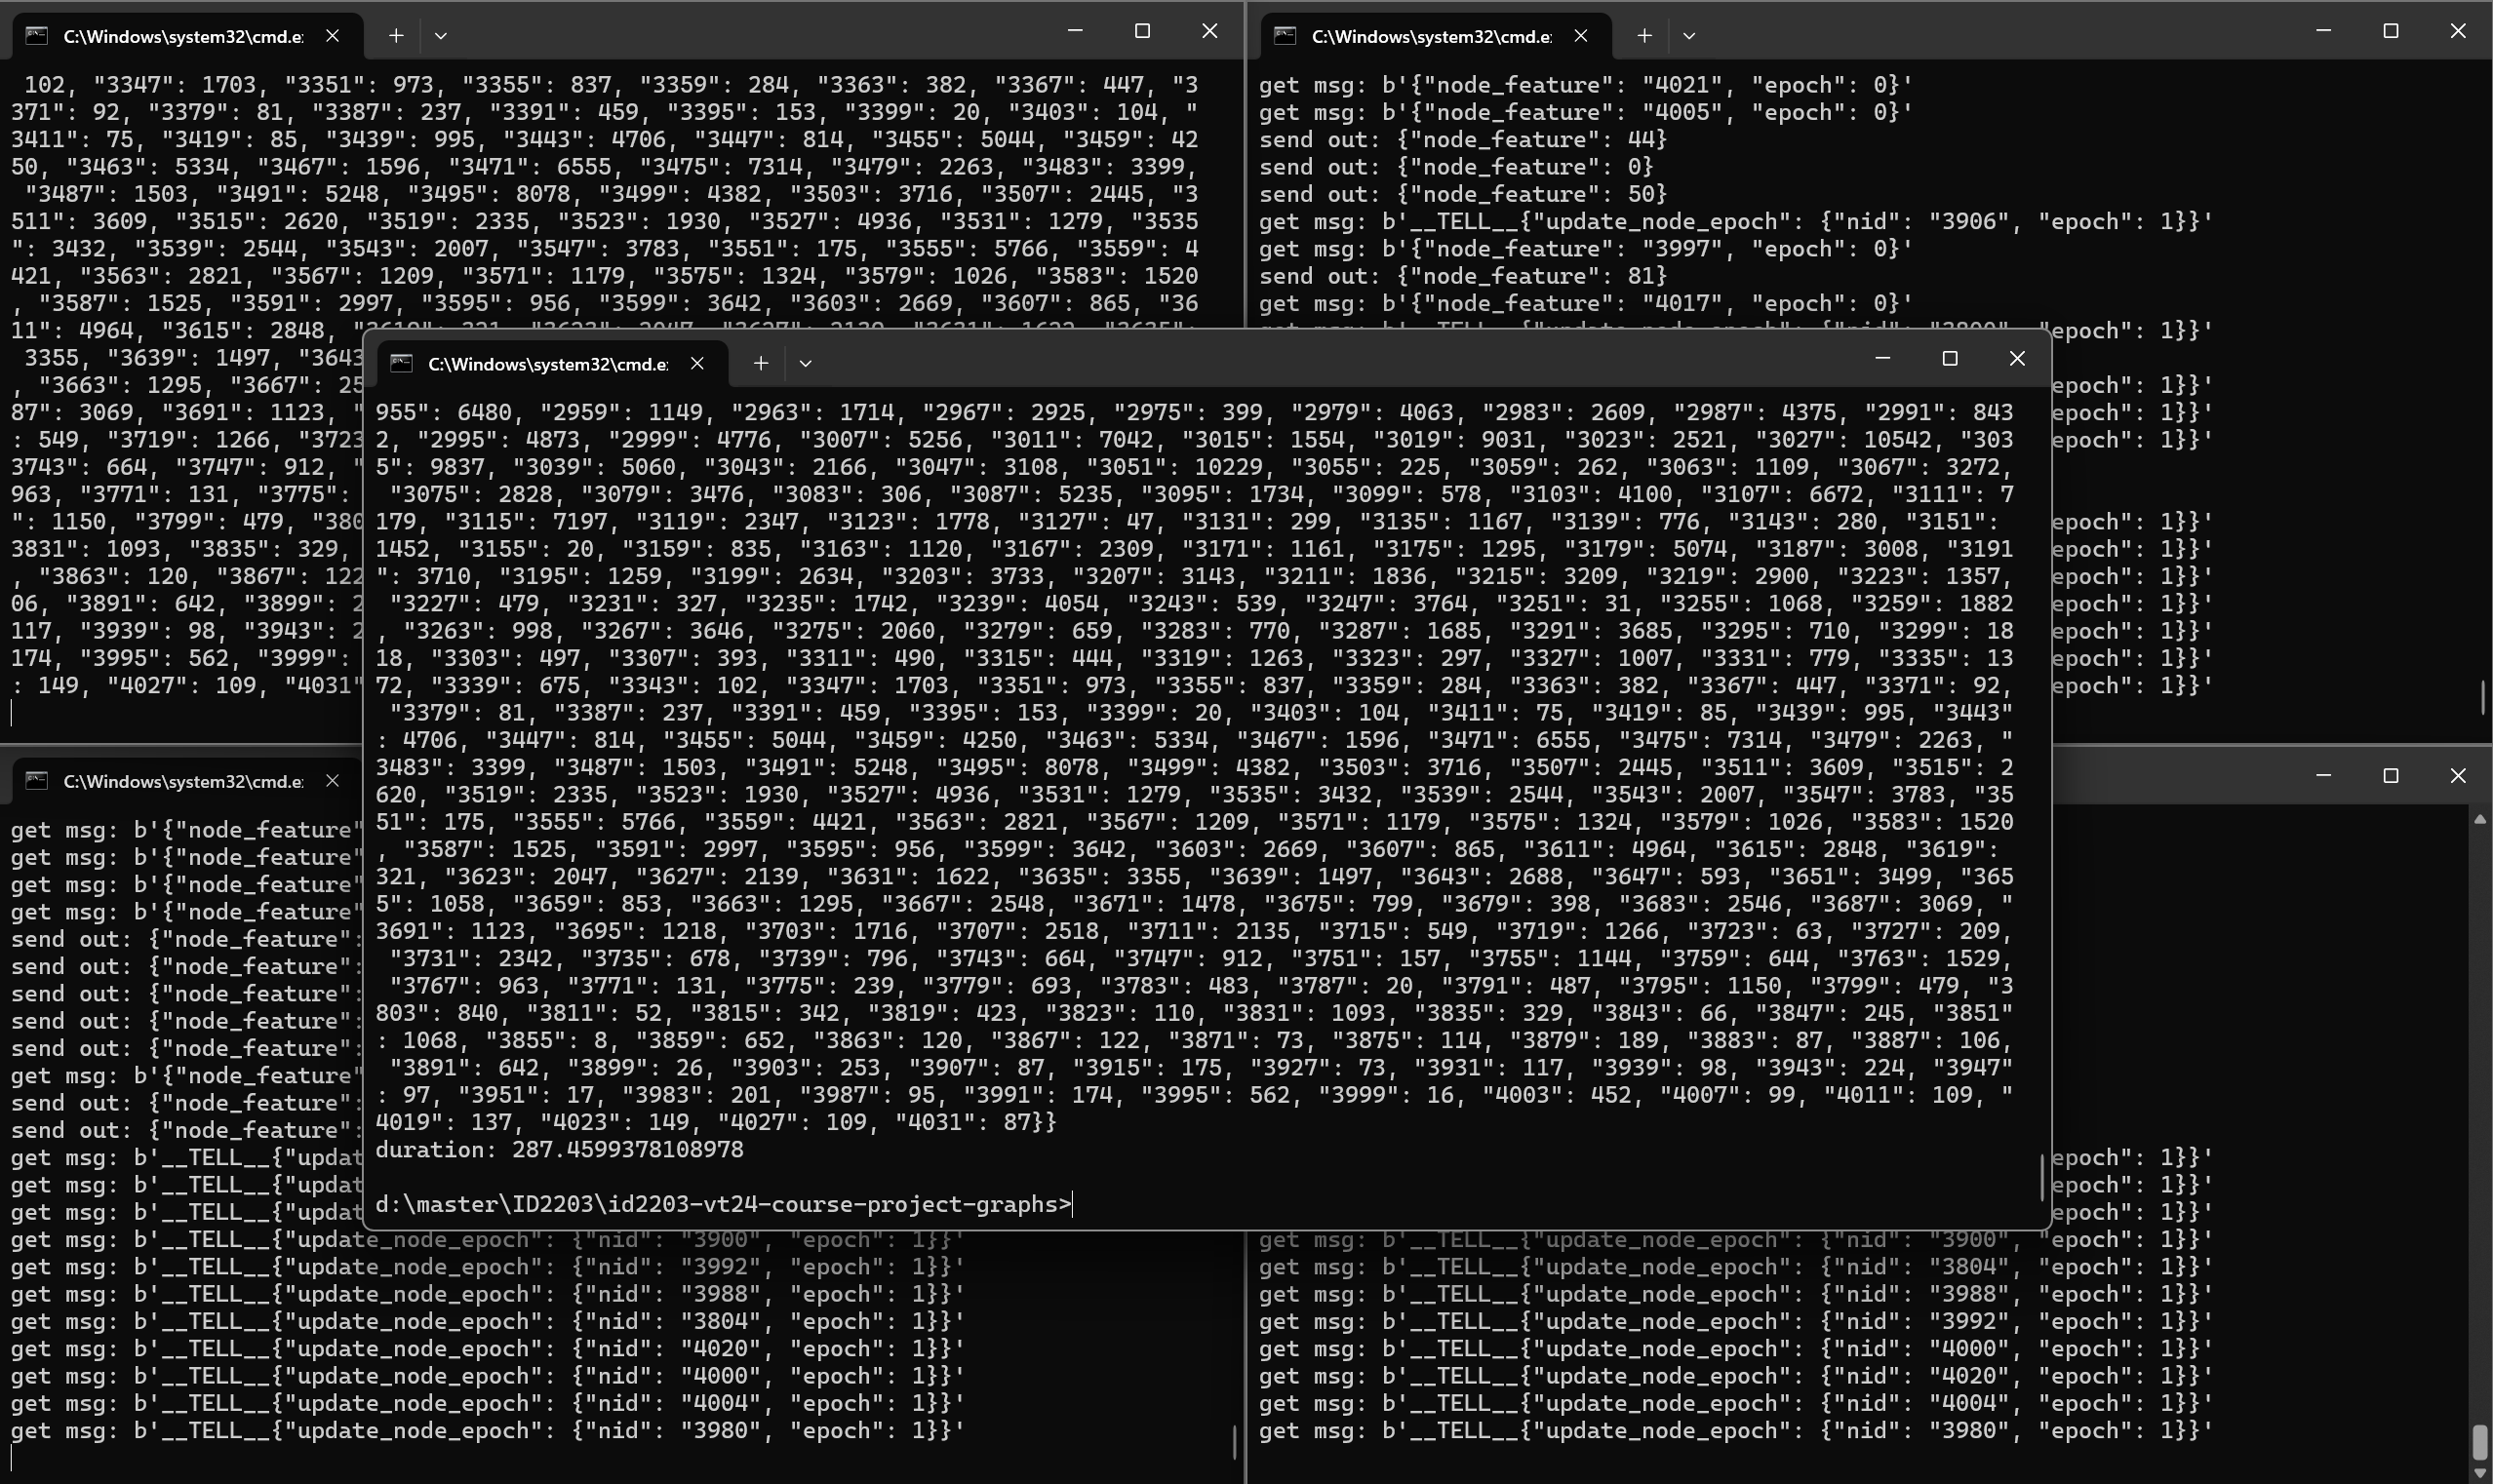 C:\Windows\system32\cmd.e
102, "3347": 1703, "3351": 973, "3355": 837, "3359": 284, "3363": 382, "3367": 447, "3
371": 92, "3379": 81, "3387": 237, "3391": 459, "3395": 153, "3399": 20, "3403": 104, "
3411": 75, "3419": 85, "3439": 995, "3443": 4706, "3447": 814, "3455": 5044, "3459": 42
50, "3463": 5334, "3467": 1596, "3471": 6555, "3475": 7314, "3479": 2263, "3483": 3399,
"3487": 1503, "3491": 5248, "3495": 8078, "3499": 4382, "3503": 3716, "3507": 2445, "3
511": 3609, "3515": 2620, "3519": 2335, "3523": 1930, "3527": 4936, "3531": 1279, "3535
": 3432, "3539": 2544, "3543": 2007, "3547": 3783, "3551": 175, "3555": 5766, "3559": 4
421, "3563": 2821, "3567": 1209, "3571": 1179, "3575": 1324, "3579": 1026, "3583": 1520
, "3587": 1525, "3591": 2997, "3595": 956, "3599": 3642, "3603": 2669, "3607": 865, "36
11": 4964, "3615": 2848,
3355, "3639": 1497, "3643
, "3663": 1295, "3667": 25
87": 3069, "3691": 1123, "
: 549, "3719": 1266, "3723
3743": 664, "3747": 912,
963, "3771": 131, "3775":
": 1150, "3799": 479, "380
3831": 1093, "3835": 329,
, "3863": 120, "3867": 122
06, "3891": 642, "3899": 2
117, "3939": 98, "3943": 2
174, "3995": 562, "3999":
: 149, "4027": 109, "4031"
C:\Windows\system32\cmd.e
get msg: b'{"node_feature": "4021", "epoch": 0}'
get msg: b'{"node_feature": "4005", "epoch": 0}'
send out: {"node_feature": 44}
send out: {"node_feature": 0}
send out: {"node_feature": 50}
get msg: b'__TELL__{"update_node_epoch": {"nid": "3906", "epoch": 1}}'
get msg: b'{"node_feature": "3997", "epoch": 0}'
send out: {"node_feature": 81}
get msg: b'{"node_feature": "4017", "epoch": 0}'
"epoch": 1}}'
epoch": 1}}'
epoch": 1}}'
epoch": 1}}'
epoch": 1}}'
epoch": 1}}'
epoch": 1}}'
epoch": 1}}'
epoch": 1}}'
epoch": 1}}'
epoch": 1}}'
C:\Windows\system32\cmd.e
955": 6480, "2959": 1149, "2963": 1714, "2967": 2925, "2975": 399, "2979": 4063, "2983": 2609, "2987": 4375, "2991": 843
2, "2995": 4873, "2999": 4776, "3007": 5256, "3011": 7042, "3015": 1554, "3019": 9031, "3023": 2521, "3027": 10542, "303
5": 9837, "3039": 5060, "3043": 2166, "3047": 3108, "3051": 10229, "3055": 225, "3059": 262, "3063": 1109, "3067": 3272,
"3075": 2828, "3079": 3476, "3083": 306, "3087": 5235, "3095": 1734, "3099": 578, "3103": 4100, "3107": 6672, "3111": 7
179, "3115": 7197, "3119": 2347, "3123": 1778, "3127": 47, "3131": 299, "3135": 1167, "3139": 776, "3143": 280, "3151":
1452, "3155": 20, "3159": 835, "3163": 1120, "3167": 2309, "3171": 1161, "3175": 1295, "3179": 5074, "3187": 3008, "3191
": 3710, "3195": 1259, "3199": 2634, "3203": 3733, "3207": 3143, "3211": 1836, "3215": 3209, "3219": 2900, "3223": 1357,
"3227": 479, "3231": 327, "3235": 1742, "3239": 4054, "3243": 539, "3247": 3764, "3251": 31, "3255": 1068, "3259": 1882
, "3263": 998, "3267": 3646, "3275": 2060, "3279": 659, "3283": 770, "3287": 1685, "3291": 3685, "3295": 710, "3299": 18
18, "3303": 497, "3307": 393, "3311": 490, "3315": 444, "3319": 1263, "3323": 297, "3327": 1007, "3331": 779, "3335": 13
72, "3339": 675, "3343": 102, "3347": 1703, "3351": 973, "3355": 837, "3359": 284, "3363": 382, "3367": 447, "3371": 92,
"3379": 81, "3387": 237, "3391": 459, "3395": 153, "3399": 20, "3403": 104, "3411": 75, "3419": 85, "3439": 995, "3443"
: 4706, "3447": 814, "3455": 5044, "3459": 4250, "3463": 5334, "3467": 1596, "3471": 6555, "3475": 7314, "3479": 2263, "
3483": 3399, "3487": 1503, "3491": 5248, "3495": 8078, "3499": 4382, "3503": 3716, "3507": 2445, "3511": 3609, "3515": 2
620, "3519": 2335, "3523": 1930, "3527": 4936, "3531": 1279, "3535": 3432, "3539": 2544, "3543": 2007, "3547": 3783, "35
51": 175, "3555": 5766, "3559": 4421, "3563": 2821, "3567": 1209, "3571": 1179, "3575": 1324, "3579": 1026, "3583": 1520
, "3587": 1525, "3591": 2997, "3595": 956, "3599": 3642, "3603": 2669, "3607": 865, "3611": 4964, "3615": 2848, "3619":
321, "3623": 2047, "3627": 2139, "3631": 1622, "3635": 3355, "3639": 1497, "3643": 2688, "3647": 593, "3651": 3499, "365
5": 1058, "3659": 853, "3663": 1295, "3667": 2548, "3671": 1478, "3675": 799, "3679": 398, "3683": 2546, "3687": 3069, "
3691": 1123, "3695": 1218, "3703": 1716, "3707": 2518, "3711": 2135, "3715": 549, "3719": 1266, "3723": 63, "3727": 209,
"3731": 2342, "3735": 678, "3739": 796, "3743": 664, "3747": 912, "3751": 157, "3755": 1144, "3759": 644, "3763": 1529,
"3767": 963, "3771": 131, "3775": 239, "3779": 693, "3783": 483, "3787": 20, "3791": 487, "3795": 1150, "3799": 479, "3
803": 840, "3811": 52, "3815": 342, "3819": 423, "3823": 110, "3831": 1093, "3835": 329, "3843": 66, "3847": 245, "3851"
: 1068, "3855": 8, "3859": 652, "3863": 120, "3867": 122, "3871": 73, "3875": 114, "3879": 189, "3883": 87, "3887": 106,
"3891": 642, "3899": 26, "3903": 253, "3907": 87, "3915": 175, "3927": 73, "3931": 117, "3939": 98, "3943": 224, "3947"
: 97, "3951": 17, "3983": 201, "3987": 95, "3991": 174, "3995": 562, "3999": 16, "4003": 452, "4007": 99, "4011": 109, "
4019": 137, "4023": 149, "4027": 109, "4031": 87}}
duration: 287.4599378108978
d:\master\ID2203\id2203-vt24-course-project-graphs>
C:\Windows\system32\cmd.e
get msg: b'{"node_feature"
get msg: b'{"node_feature"
get msg: b'{"node_feature"
get msg: b'{"node_feature"
send out: {"node_feature":
send out: {"node_feature":
send out: {"node_feature":
send out: {"node_feature":
send out: {"node_feature":
get msg: b'{"node_feature"
send out: {"node_feature":
send out: {"node_feature":
get msg: b'__TELL__{"updat
get msg: b'__TELL__{"updat
get msg: b'__TELL__{"updat
get msg: b'__TELL__{"update_node_epoch": {"nid": "3900", "epoch": 1}}'
get msg: b'__TELL__{"update_node_epoch": {"nid": "3992", "epoch": 1}}'
get msg: b'__TELL__{"update_node_epoch": {"nid": "3988", "epoch": 1}}'
get msg: b'__TELL__{"update_node_epoch": {"nid": "3804", "epoch": 1}}'
get msg: b'__TELL__{"update_node_epoch": {"nid": "4020", "epoch": 1}}'
get msg: b'__TELL__{"update_node_epoch": {"nid": "4000", "epoch": 1}}'
get msg: b'__TELL__{"update_node_epoch": {"nid": "4004", "epoch": 1}}'
get msg: b'__TELL__{"update_node_epoch": {"nid": "3980", "epoch": 1}}'
epoch": 1}}'
epoch": 1}}'
epoch": 1}}'
get msg: b'__TELL__{"update_node_epoch": {"nid": "3900", "epoch": 1}}'
get msg: b'__TELL__{"update_node_epoch": {"nid": "3804", "epoch": 1}}'
get msg: b'__TELL__{"update_node_epoch": {"nid": "3988", "epoch": 1}}'
get msg: b'__TELL__{"update_node_epoch": {"nid": "3992", "epoch": 1}}'
get msg: b'__TELL__{"update_node_epoch": {"nid": "4000", "epoch": 1}}'
get msg: b'__TELL__{"update_node_epoch": {"nid": "4020", "epoch": 1}}'
get msg: b'__TELL__{"update_node_epoch": {"nid": "4004", "epoch": 1}}'
get msg: b'__TELL__{"update_node_epoch": {"nid": "3980", "epoch": 1}}'